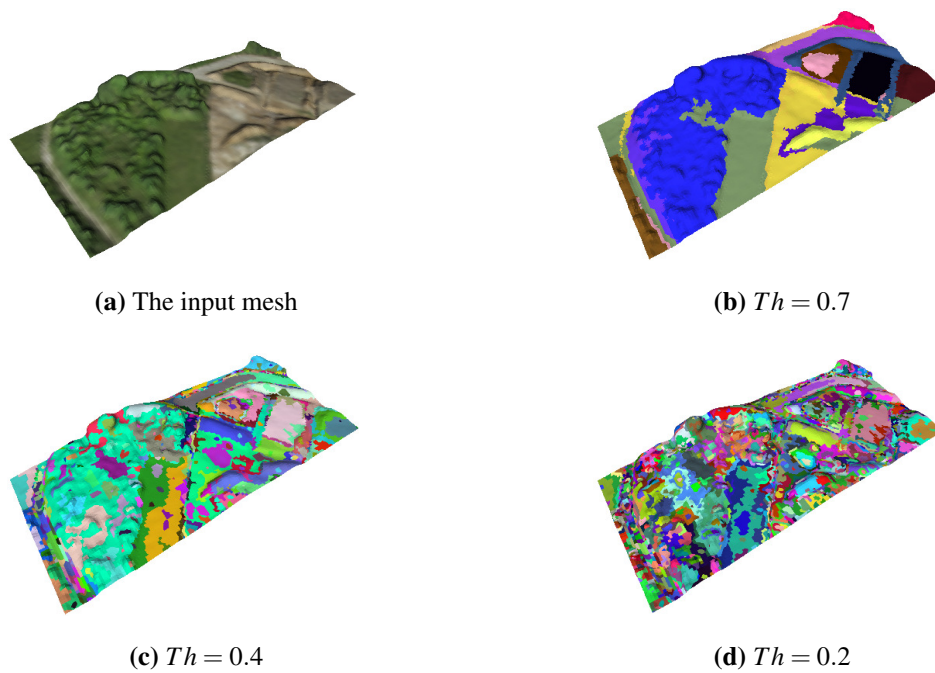 (a) The input mesh
(b) Th = 0.7
(c) Th = 0.4
(d) Th = 0.2